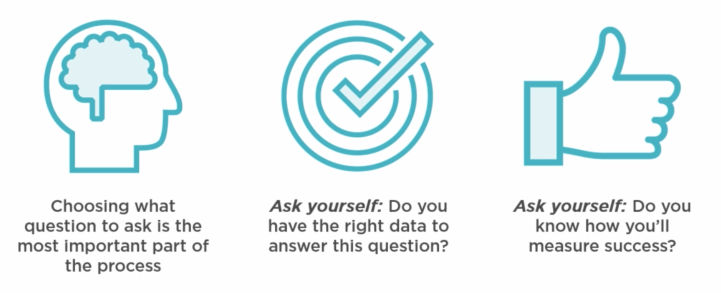 Choosing what
question to ask is the
most important part of
the process
Ask yourself: Do you
have the right data to
answer this question?
Ask yourself: Do you
know how you'll
measure success?